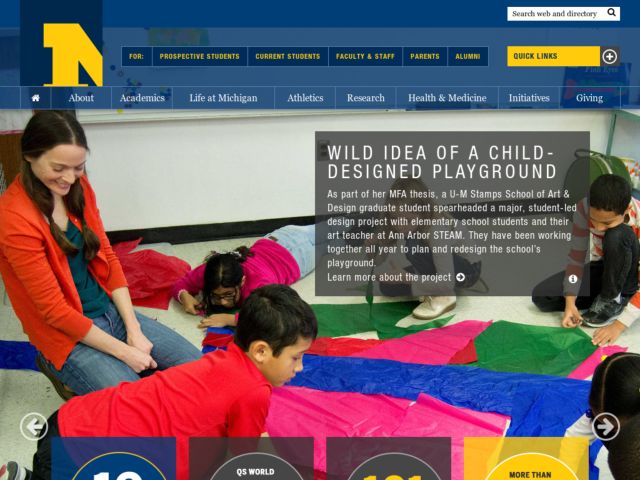 Search web and directory
FOR:
PROSPECTIVE STUDENTS
CURRENT STUDENTS
FACULTY & STAFF
PARENTS
ALUMNI
QUICK LINKS
About
Academics
Life at Michigan
Athletics
Research
Health & Medicine
Initiatives
Giving
WILD IDEA OF A CHILD-
DESIGNED PLAYGROUND
As part of her MFA thesis, a U-M Stamps School of Art &
Design graduate student spearheaded a major, student-led
design project with elementary school students and their
art teacher at Ann Arbor STEAM. They have been working
together all year to plan and redesign the school's
playground.
Learn more about the project
QS WORLD
MORE THAN